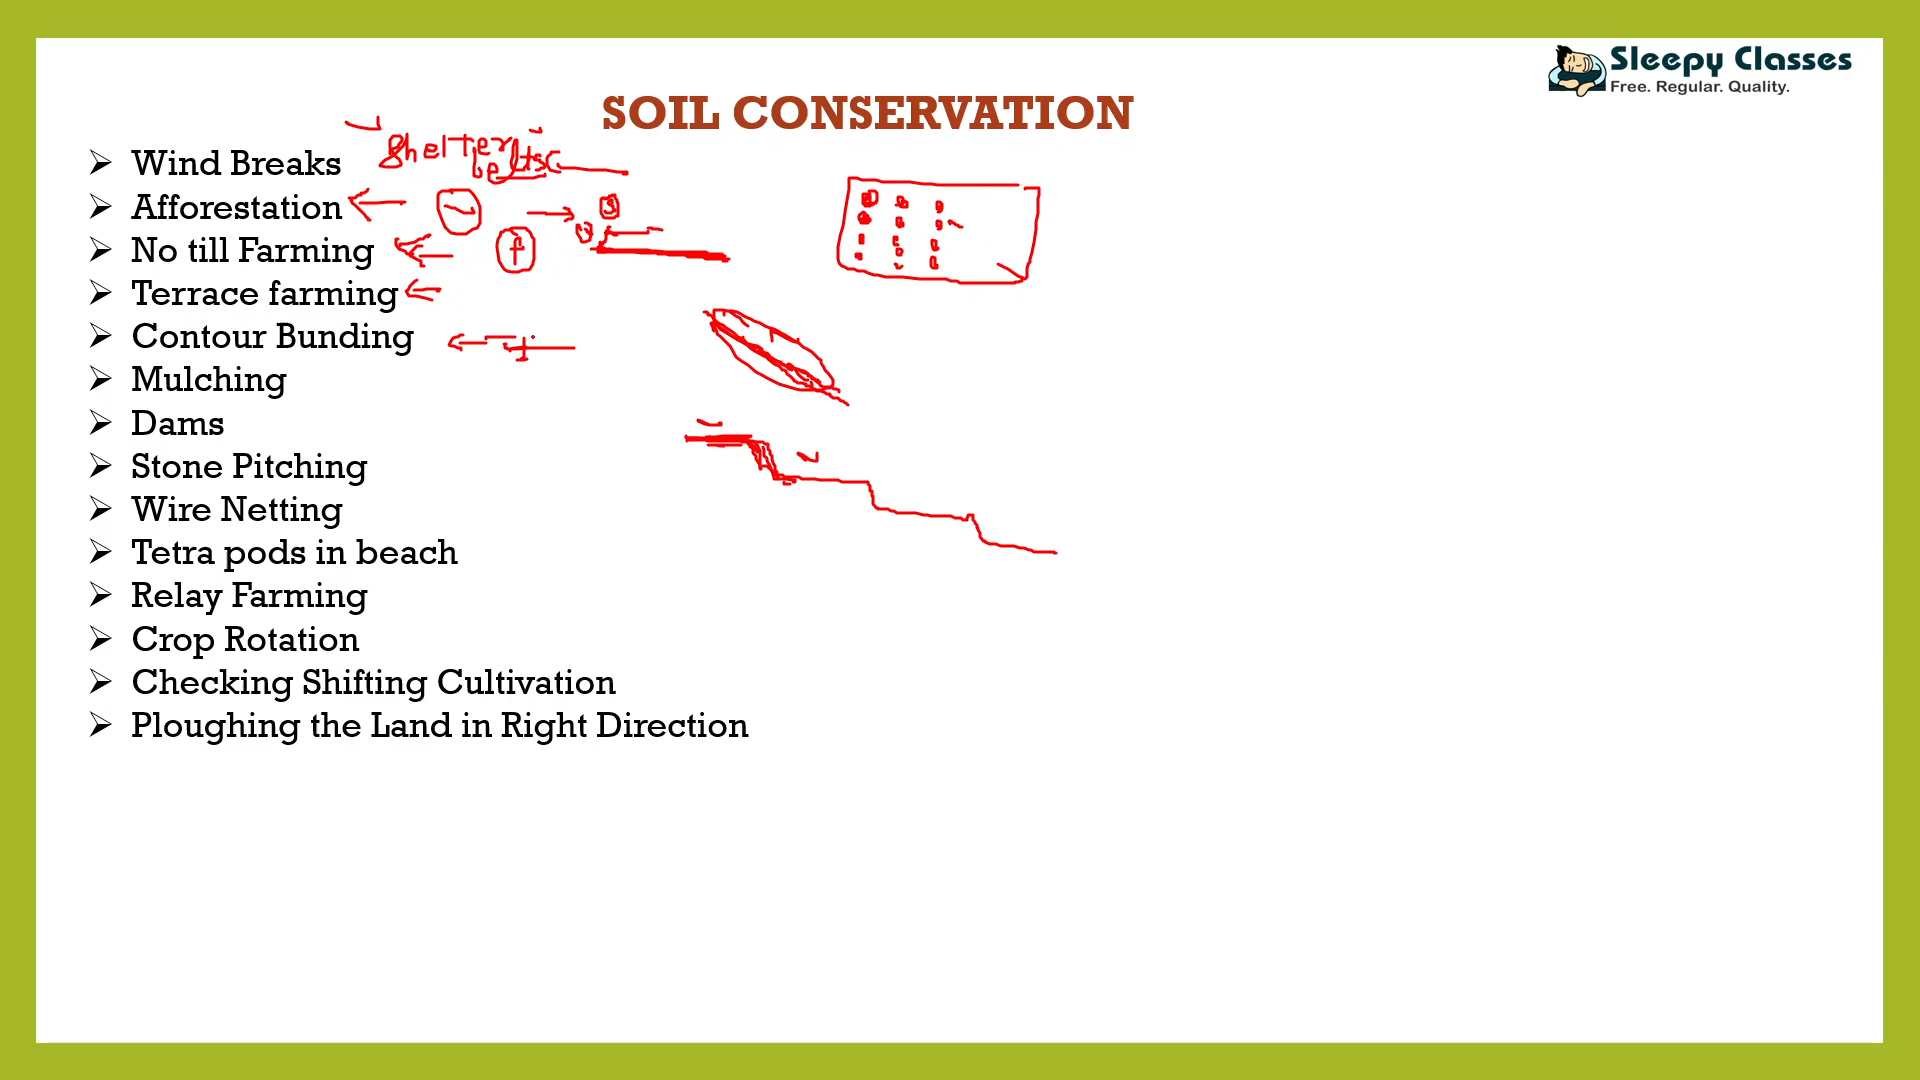 Sleepy Classes
Free. Regular. Quality.
SOIL CONSERVATION
Wind Breaks Shelter belts
Afforestation
No till Farming f
Terrace farming
Contour Bunding
Mulching
Dams
Stone Pitching
Wire Netting
Tetra pods in beach
Relay Farming
Crop Rotation
Checking Shifting Cultivation
Ploughing the Land in Right Direction